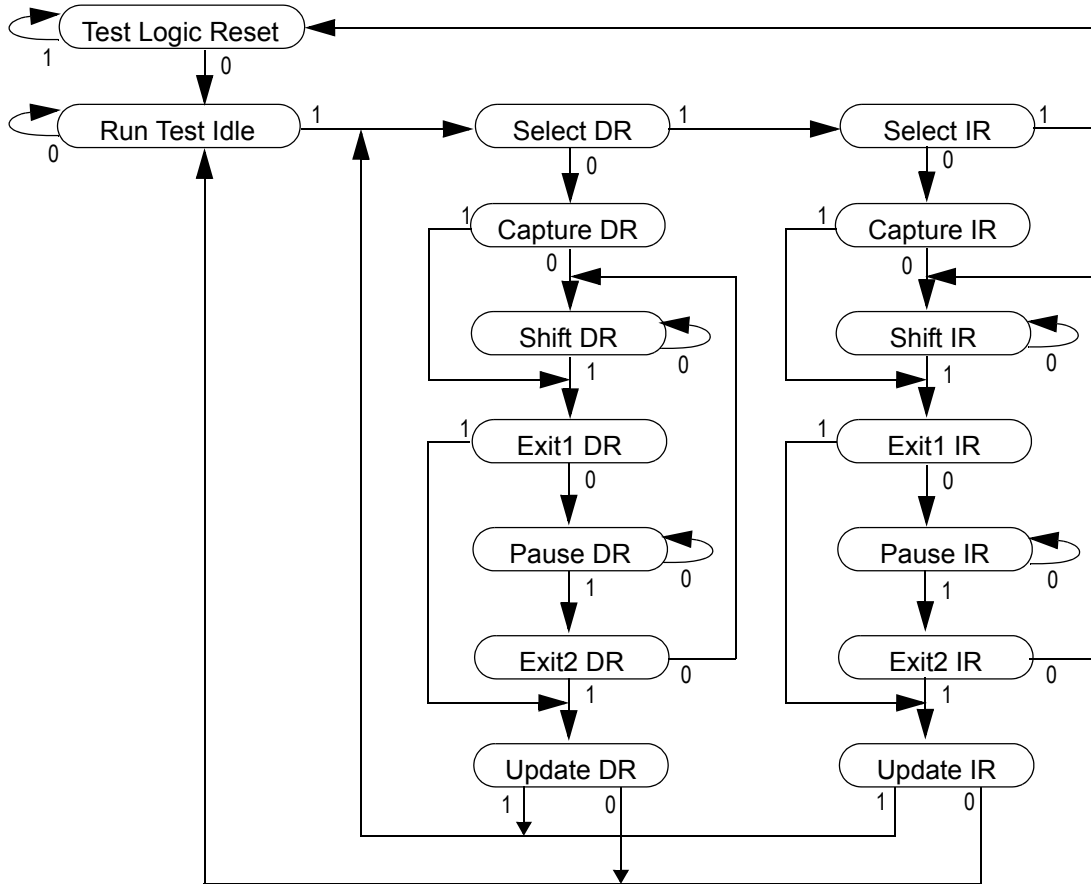 Test Logic Reset
1
0
Run Test Idle
0
1
Select DR
1
Select IR
1
0
0
1
Capture DR
0
1
Capture IR
0
Shift DR
0
1
Shift IR
0
1
1
Exit1 DR
0
1
Exit1 IR
0
Pause DR
0
1
Pause IR
0
1
Exit2 DR
0
1
Exit2 IR
0
1
Update DR
1
0
Update IR
1
0